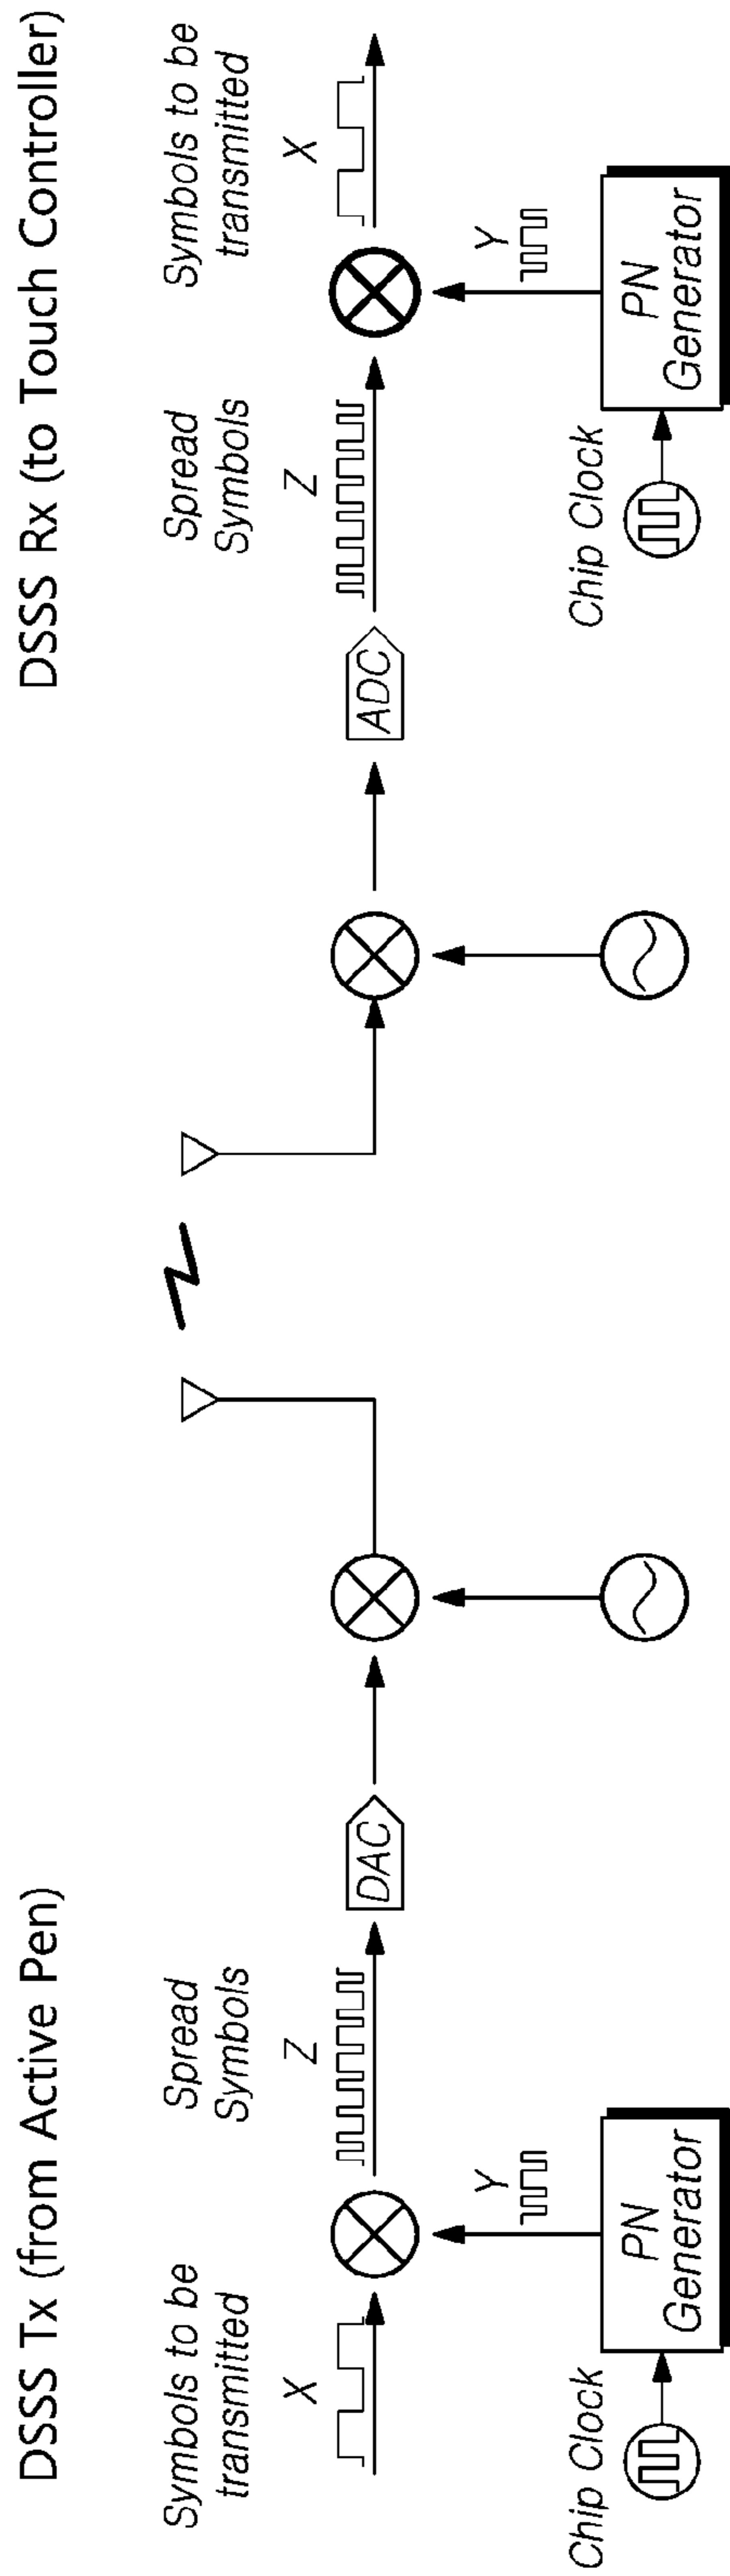 DSSS Tx (from Active Pen)
Symbols to be
transmitted
X
Spread
Symbols
Z
DAC
Y
PN
Generator
Chip Clock
DSSS Rx (to Touch Controller)
ADC
Spread
Symbols
Z
Symbols to be
transmitted
X
Y
PN
Generator
Chip Clock